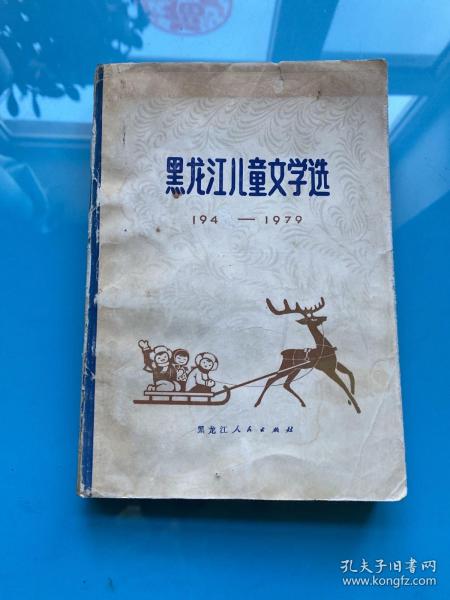 黑龙江儿童文学选
194 — 1979
黑龙江人民出版社
孔夫子旧书网
www.kongfz.com